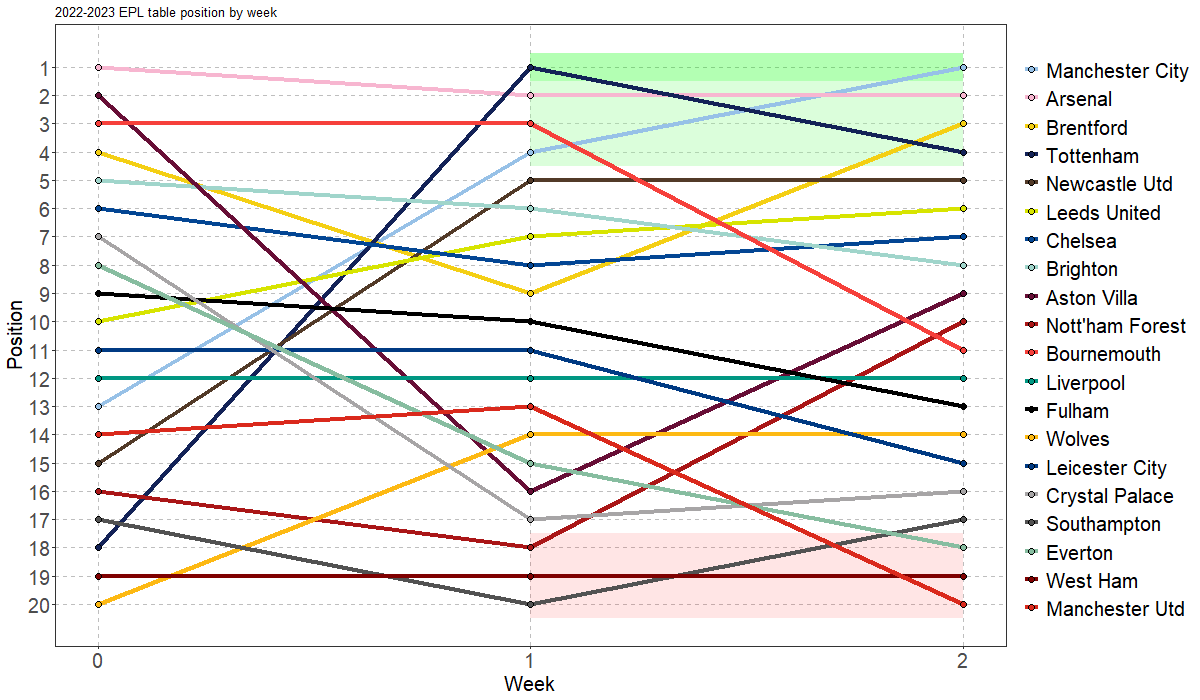 2022-2023 EPL table position by week
Position
1
2
3
4
5
6
7
8
9
10
11
12
13
14
15
16
17
18
19
20
0 1 2
Week
Manchester City
Arsenal
Brentford
Tottenham
Newcastle Utd
Leeds United
Chelsea
Brighton
Aston Villa
Nott'ham Forest
Bournemouth
Liverpool
Fulham
Wolves
Leicester City
Crystal Palace
Southampton
Everton
West Ham
Manchester Utd